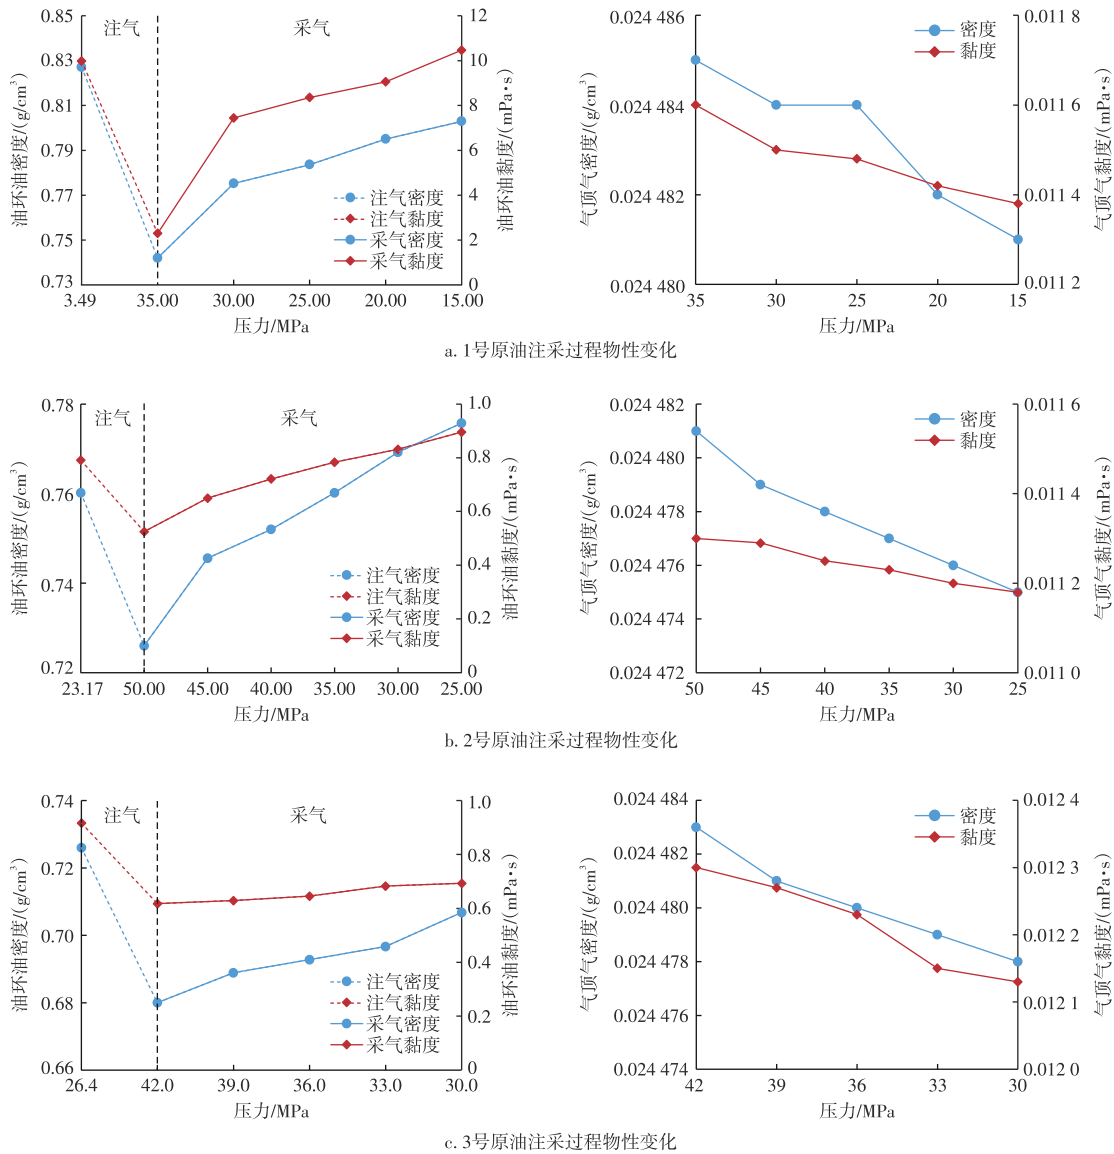 注气
采气
油环油密度/(g/cm³)
0.85
0.83
0.81
0.79
0.77
0.75
0.73
12
10
8
6
4
2
0
油环油黏度/(mPa·s)
注气密度
注气黏度
采气密度
采气黏度
3.49 35.00 30.00 25.00 20.00 15.00
压力/MPa
气顶气密度/(g/cm³)
0.024 486
0.024 484
0.024 482
0.024 480
密度
黏度
0.011 8
0.011 6
0.011 4
0.011 2
气顶气黏度/(mPa·s)
35 30 25 20 15
压力/MPa
a. 1号原油注采过程物性变化
注气
采气
油环油密度/(g/cm³)
0.78
0.76
0.74
0.72
1.0
0.8
0.6
0.4
0.2
0
油环油黏度/(mPa·s)
注气密度
注气黏度
采气密度
采气黏度
23.17 50.00 45.00 40.00 35.00 30.00 25.00
压力/MPa
气顶气密度/(g/cm³)
0.024 482
0.024 480
0.024 478
0.024 476
0.024 474
0.024 472
密度
黏度
0.011 6
0.011 4
0.011 2
0.011 0
气顶气黏度/(mPa·s)
50 45 40 35 30 25
压力/MPa
b. 2号原油注采过程物性变化
注气
采气
油环油密度/(g/cm³)
0.74
0.72
0.70
0.68
0.66
1.0
0.8
0.6
0.4
0.2
0
油环油黏度/(mPa·s)
注气密度
注气黏度
采气密度
采气黏度
26.4 42.0 39.0 36.0 33.0 30.0
压力/MPa
气顶气密度/(g/cm³)
0.024 484
0.024 482
0.024 480
0.024 478
0.024 476
0.024 474
密度
黏度
0.012 4
0.012 3
0.012 2
0.012 1
0.012 0
气顶气黏度/(mPa·s)
42 39 36 33 30
压力/MPa
c. 3号原油注采过程物性变化